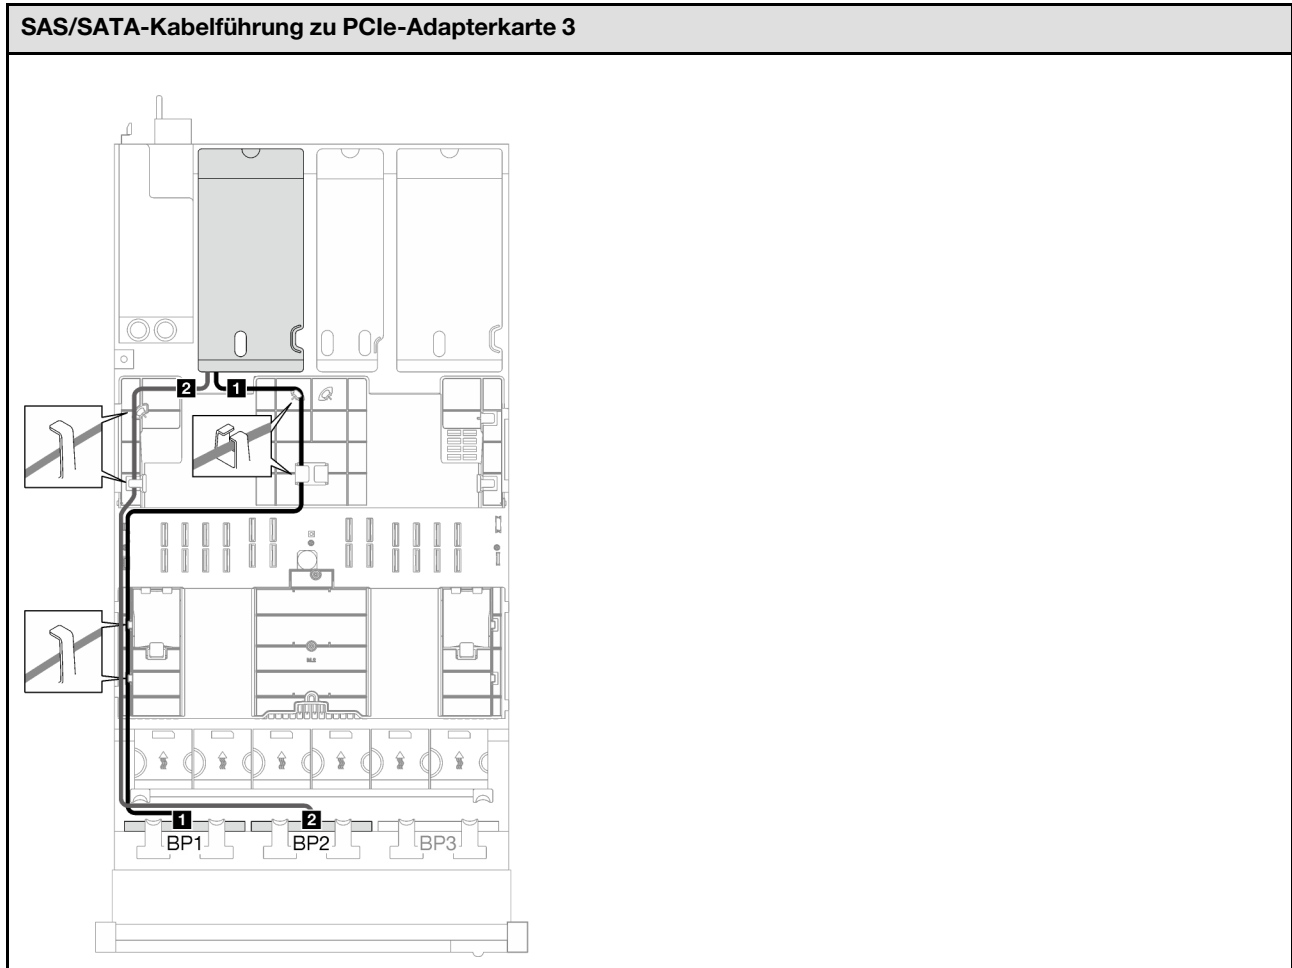 SAS/SATA-Kabelführung zu PCIe-Adapterkarte 3
2 1
1 2
BP1 BP2 BP3